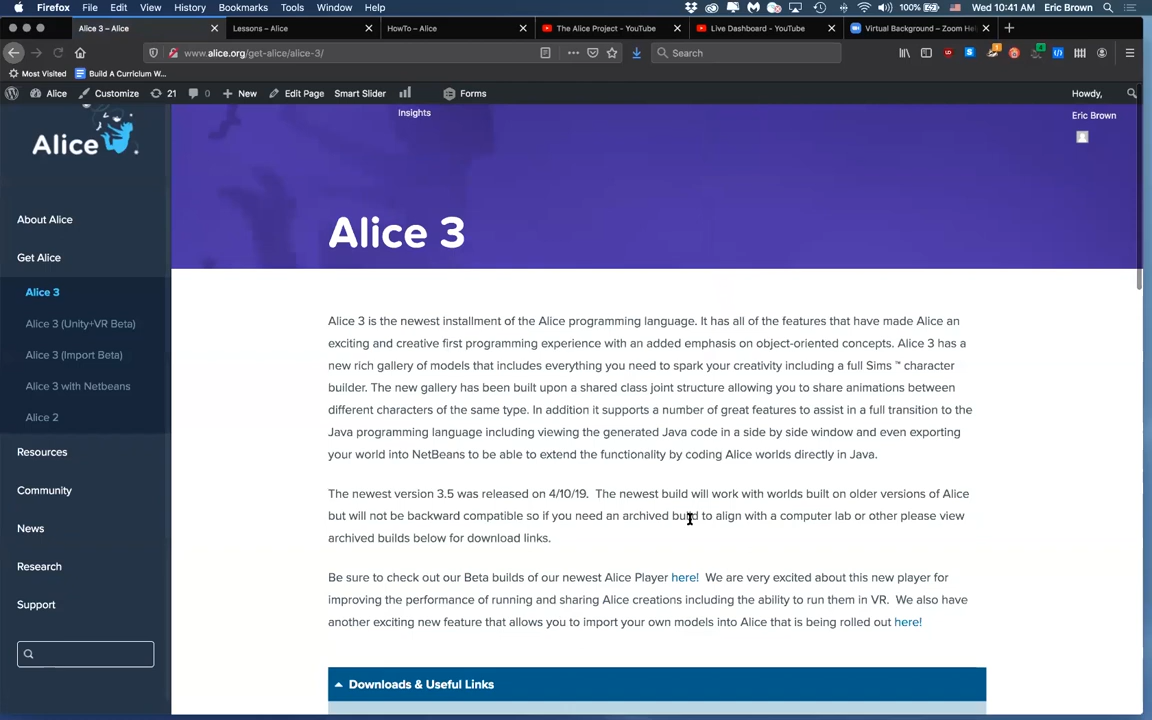 Firefox File Edit View History Bookmarks Tools Window Help 100% Wed 10:41 AM Eric Brown
Alice 3 – Alice Lessons – Alice HowTo – Alice The Alice Project - YouTube Live Dashboard - YouTube Virtual Background – Zoom He
www.alice.org/get-alice/alice-3/ Search
Most Visited Build A Curriculum W...
Alice Customize 21 0 New Edit Page Smart Slider Forms Howdy,
Insights
Eric Brown
Alice
Alice 3
About Alice
Get Alice
Alice 3
Alice 3 (Unity+VR Beta)
Alice 3 (Import Beta)
Alice 3 with Netbeans
Alice 2
Resources
Community
News
Research
Support
Alice 3 is the newest installment of the Alice programming language. It has all of the features that have made Alice an
exciting and creative first programming experience with an added emphasis on object-oriented concepts. Alice 3 has a
new rich gallery of models that includes everything you need to spark your creativity including a full Sims ™ character
builder. The new gallery has been built upon a shared class joint structure allowing you to share animations between
different characters of the same type. In addition it supports a number of great features to assist in a full transition to the
Java programming language including viewing the generated Java code in a side by side window and even exporting
your world into NetBeans to be able to extend the functionality by coding Alice worlds directly in Java.
The newest version 3.5 was released on 4/10/19. The newest build will work with worlds built on older versions of Alice
but will not be backward compatible so if you need an archived build to align with a computer lab or other please view
archived builds below for download links.
Be sure to check out our Beta builds of our newest Alice Player here! We are very excited about this new player for
improving the performance of running and sharing Alice creations including the ability to run them in VR. We also have
another exciting new feature that allows you to import your own models into Alice that is being rolled out here!
Downloads & Useful Links